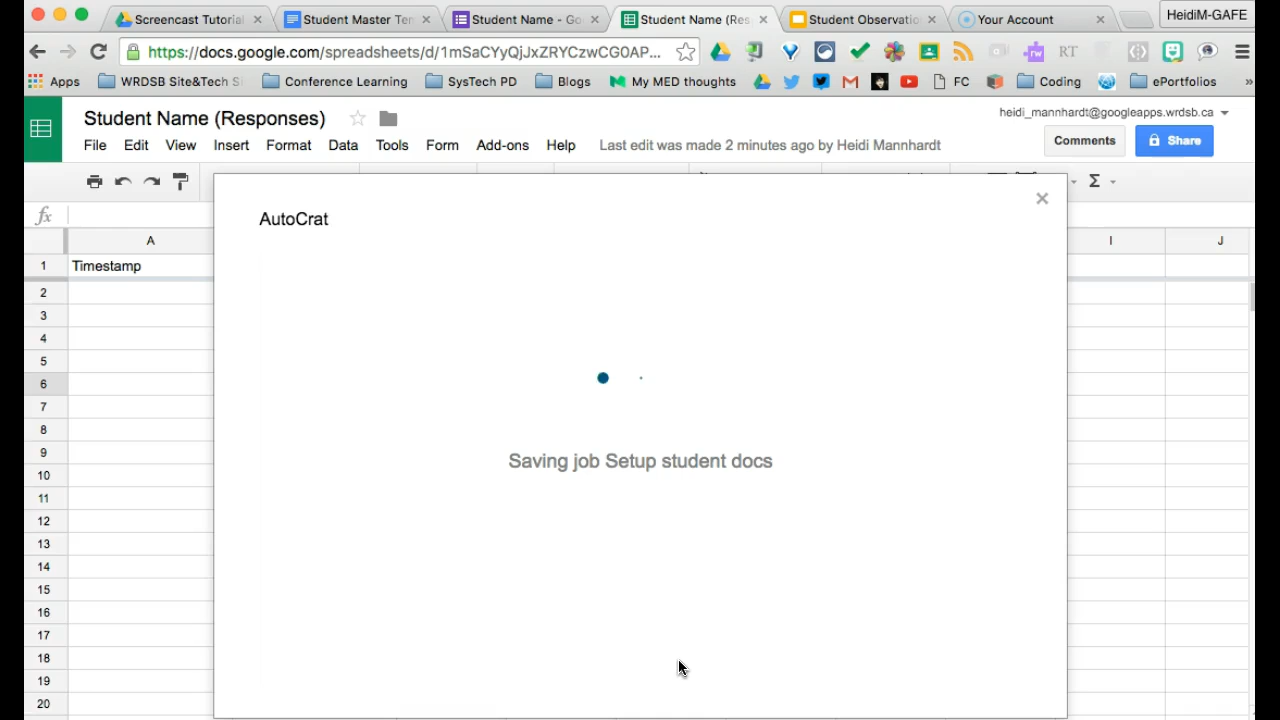 Screencast Tutorial
Student Master Ten
Student Name - Go
Student Name (Res
Student Observatio
Your Account
HeidiM-GAFE
https://docs.google.com/spreadsheets/d/1mSaCYyQjJxZRYCzwCG0AP...
RT
Apps
WRDSB Site&Tech S
Conference Learning
SysTech PD
Blogs
My MED thoughts
FC
Coding
ePortfolios
»
Student Name (Responses)
heidi_mannhardt@googleapps.wrdsb.ca
File Edit View Insert Format Data Tools Form Add-ons Help
Last edit was made 2 minutes ago by Heidi Mannhardt
Comments
Share
Σ
fx
AutoCrat
A
I
J
1
Timestamp
2
3
4
5
6
7
8
9
10
11
12
13
14
15
16
17
18
19
20
Saving job Setup student docs